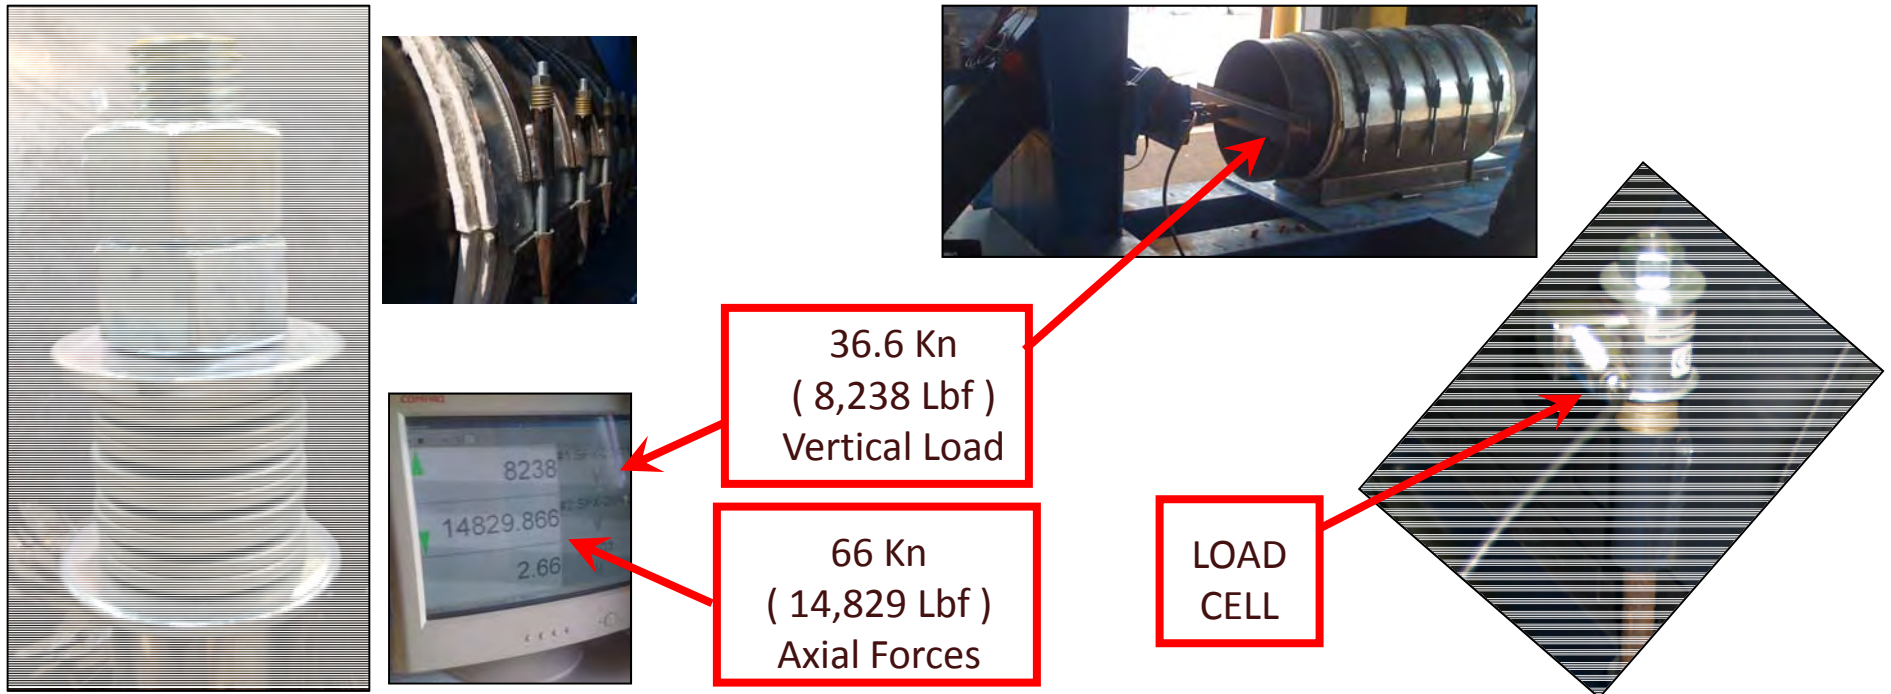 36.6 Kn
( 8,238 Lbf )
Vertical Load
COMPAQ
8238
14829.866
2.66
66 Kn
( 14,829 Lbf )
Axial Forces
LOAD
CELL